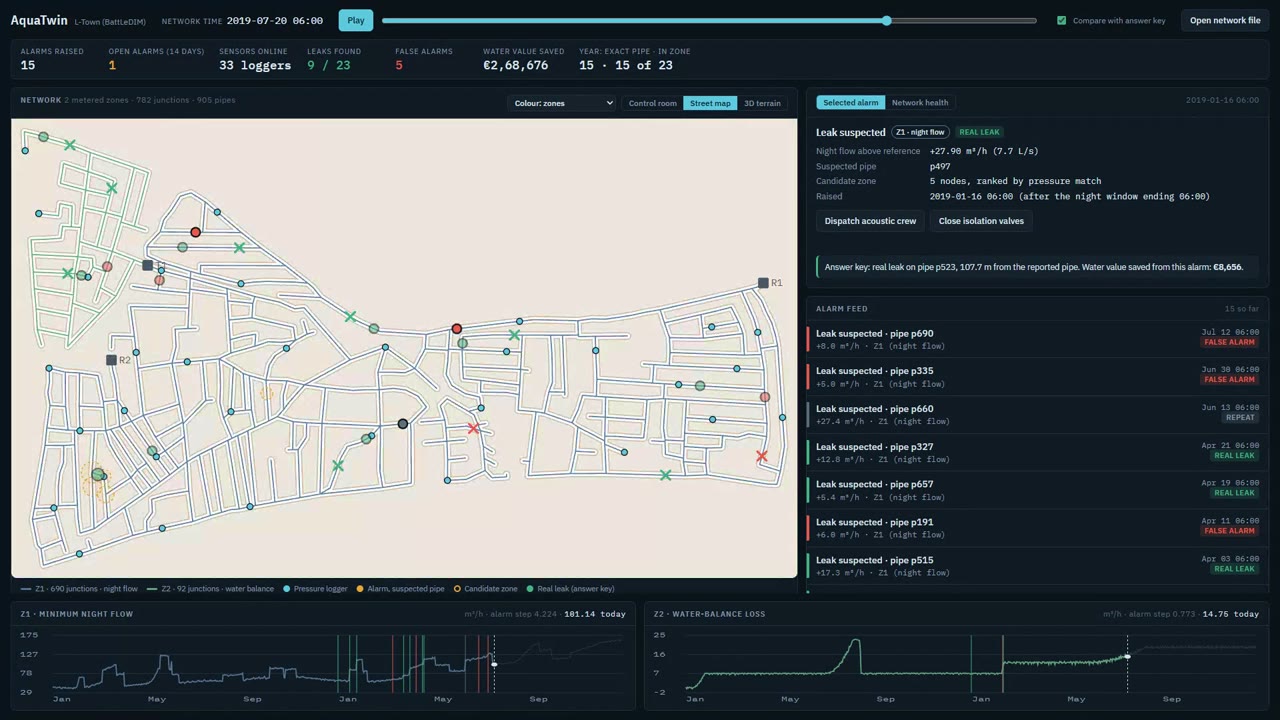 AquaTwin L-Town (BattLeDIM) NETWORK TIME 2019-07-20 06:00 Play Compare with answer key Open network file
ALARMS RAISED OPEN ALARMS (14 DAYS) SENSORS ONLINE LEAKS FOUND FALSE ALARMS WATER VALUE SAVED YEAR: EXACT PIPE · IN ZONE
15 1 33 loggers 9 / 23 5 €2,68,676 15 · 15 of 23
NETWORK 2 metered zones · 782 junctions · 905 pipes Colour: zones Control room Street map 3D terrain
R1
R2
Z1 · 690 junctions · night flow Z2 · 92 junctions · water balance Pressure logger Alarm, suspected pipe Candidate zone Real leak (answer key)
Selected alarm Network health 2019-01-16 06:00
Leak suspected Z1 · night flow REAL LEAK
Night flow above reference +27.90 m³/h (7.7 L/s)
Suspected pipe p497
Candidate zone 5 nodes, ranked by pressure match
Raised 2019-01-16 06:00 (after the night window ending 06:00)
Dispatch acoustic crew Close isolation valves
Answer key: real leak on pipe p523, 107.7 m from the reported pipe. Water value saved from this alarm: €8,656.
ALARM FEED 15 so far
Leak suspected · pipe p690 Jul 12 06:00
+8.0 m³/h · Z1 (night flow) FALSE ALARM
Leak suspected · pipe p335 Jun 30 06:00
+5.0 m³/h · Z1 (night flow) FALSE ALARM
Leak suspected · pipe p660 Jun 13 06:00
+27.4 m³/h · Z1 (night flow) REPEAT
Leak suspected · pipe p327 Apr 21 06:00
+12.8 m³/h · Z1 (night flow) REAL LEAK
Leak suspected · pipe p657 Apr 19 06:00
+5.4 m³/h · Z1 (night flow) REAL LEAK
Leak suspected · pipe p191 Apr 11 06:00
+6.0 m³/h · Z1 (night flow) FALSE ALARM
Leak suspected · pipe p515 Apr 03 06:00
+17.3 m³/h · Z1 (night flow) REAL LEAK
Z1 · MINIMUM NIGHT FLOW m³/h · alarm step 4.224 · 101.14 today
175
127
78
29
Jan May Sep Jan May Sep
Z2 · WATER-BALANCE LOSS m³/h · alarm step 0.773 · 14.75 today
25
16
7
-2
Jan May Sep Jan May Sep